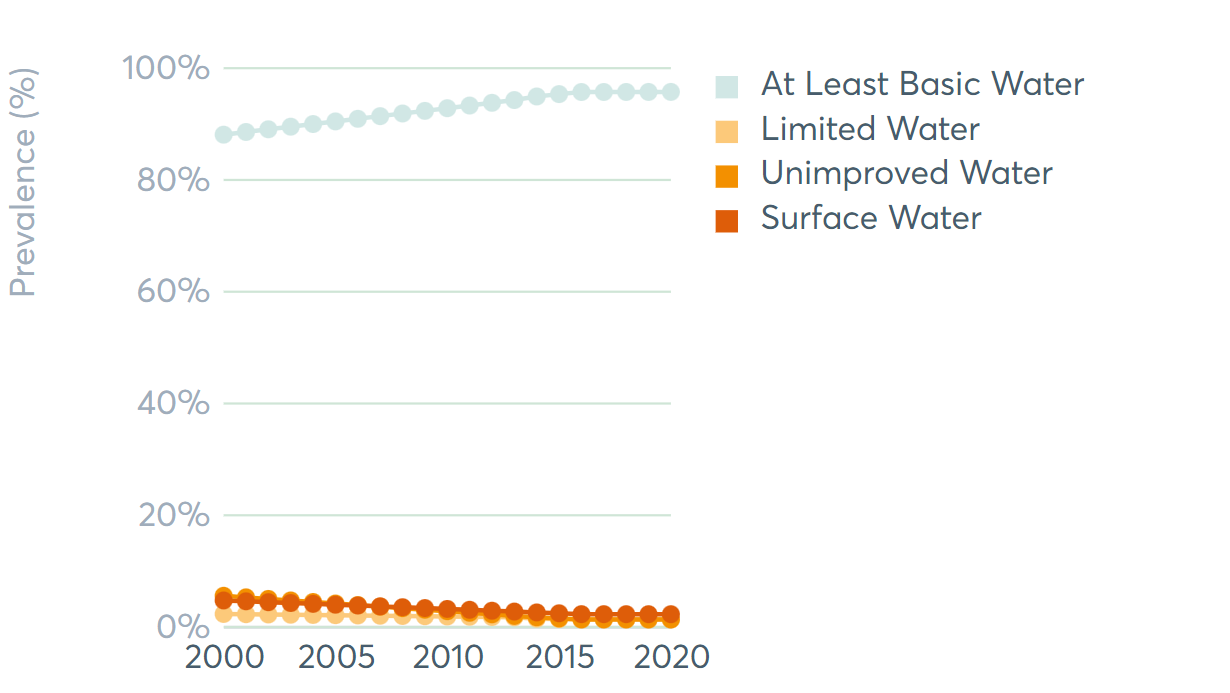 Prevalence (%)
100%
80%
60%
40%
20%
0%
2000 2005 2010 2015 2020
At Least Basic Water
Limited Water
Unimproved Water
Surface Water